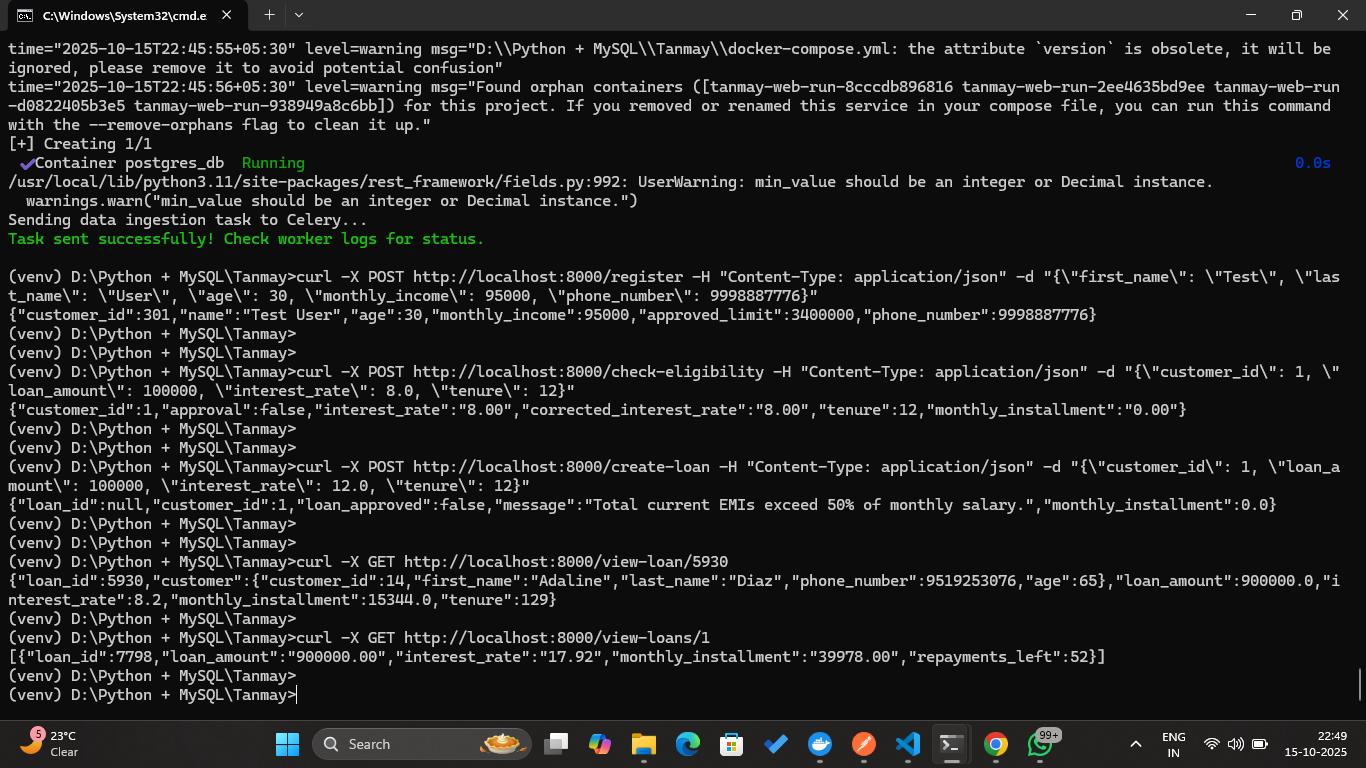 C:\Windows\System32\cmd.e
time="2025-10-15T22:45:55+05:30" level=warning msg="D:\\Python + MySQL\\Tanmay\\docker-compose.yml: the attribute `version` is obsolete, it will be
ignored, please remove it to avoid potential confusion"
time="2025-10-15T22:45:56+05:30" level=warning msg="Found orphan containers ([tanmay-web-run-8cccdb896816 tanmay-web-run-2ee4635bd9ee tanmay-web-run
-d0822405b3e5 tanmay-web-run-938949a8c6bb]) for this project. If you removed or renamed this service in your compose file, you can run this command
with the --remove-orphans flag to clean it up."
[+] Creating 1/1
✔Container postgres_db  Running 0.0s
/usr/local/lib/python3.11/site-packages/rest_framework/fields.py:992: UserWarning: min_value should be an integer or Decimal instance.
  warnings.warn("min_value should be an integer or Decimal instance.")
Sending data ingestion task to Celery...
Task sent successfully! Check worker logs for status.
(venv) D:\Python + MySQL\Tanmay>curl -X POST http://localhost:8000/register -H "Content-Type: application/json" -d "{\"first_name\": \"Test\", \"las
t_name\": \"User\", \"age\": 30, \"monthly_income\": 95000, \"phone_number\": 9998887776}"
{"customer_id":301,"name":"Test User","age":30,"monthly_income":95000,"approved_limit":3400000,"phone_number":9998887776}
(venv) D:\Python + MySQL\Tanmay>
(venv) D:\Python + MySQL\Tanmay>
(venv) D:\Python + MySQL\Tanmay>curl -X POST http://localhost:8000/check-eligibility -H "Content-Type: application/json" -d "{\"customer_id\": 1, \"
loan_amount\": 100000, \"interest_rate\": 8.0, \"tenure\": 12}"
{"customer_id":1,"approval":false,"interest_rate":"8.00","corrected_interest_rate":"8.00","tenure":12,"monthly_installment":"0.00"}
(venv) D:\Python + MySQL\Tanmay>
(venv) D:\Python + MySQL\Tanmay>
(venv) D:\Python + MySQL\Tanmay>curl -X POST http://localhost:8000/create-loan -H "Content-Type: application/json" -d "{\"customer_id\": 1, \"loan_a
mount\": 100000, \"interest_rate\": 12.0, \"tenure\": 12}"
{"loan_id":null,"customer_id":1,"loan_approved":false,"message":"Total current EMIs exceed 50% of monthly salary.","monthly_installment":0.0}
(venv) D:\Python + MySQL\Tanmay>
(venv) D:\Python + MySQL\Tanmay>
(venv) D:\Python + MySQL\Tanmay>curl -X GET http://localhost:8000/view-loan/5930
{"loan_id":5930,"customer":{"customer_id":14,"first_name":"Adaline","last_name":"Diaz","phone_number":9519253076,"age":65},"loan_amount":900000.0,"i
nterest_rate":8.2,"monthly_installment":15344.0,"tenure":129}
(venv) D:\Python + MySQL\Tanmay>
(venv) D:\Python + MySQL\Tanmay>curl -X GET http://localhost:8000/view-loans/1
[{"loan_id":7798,"loan_amount":"900000.00","interest_rate":"17.92","monthly_installment":"39978.00","repayments_left":52}]
(venv) D:\Python + MySQL\Tanmay>
(venv) D:\Python + MySQL\Tanmay>
5
23°C
Clear
Search
99+
ENG
IN
22:49
15-10-2025